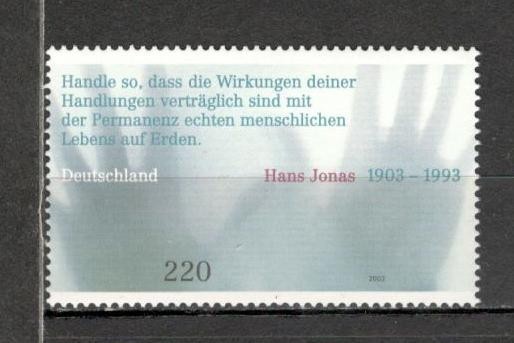 Handle so, dass die Wirkungen deiner
Handlungen verträglich sind mit
der Permanenz echten menschlichen
Lebens auf Erden.
Deutschland Hans Jonas 1903 – 1993
220
2003